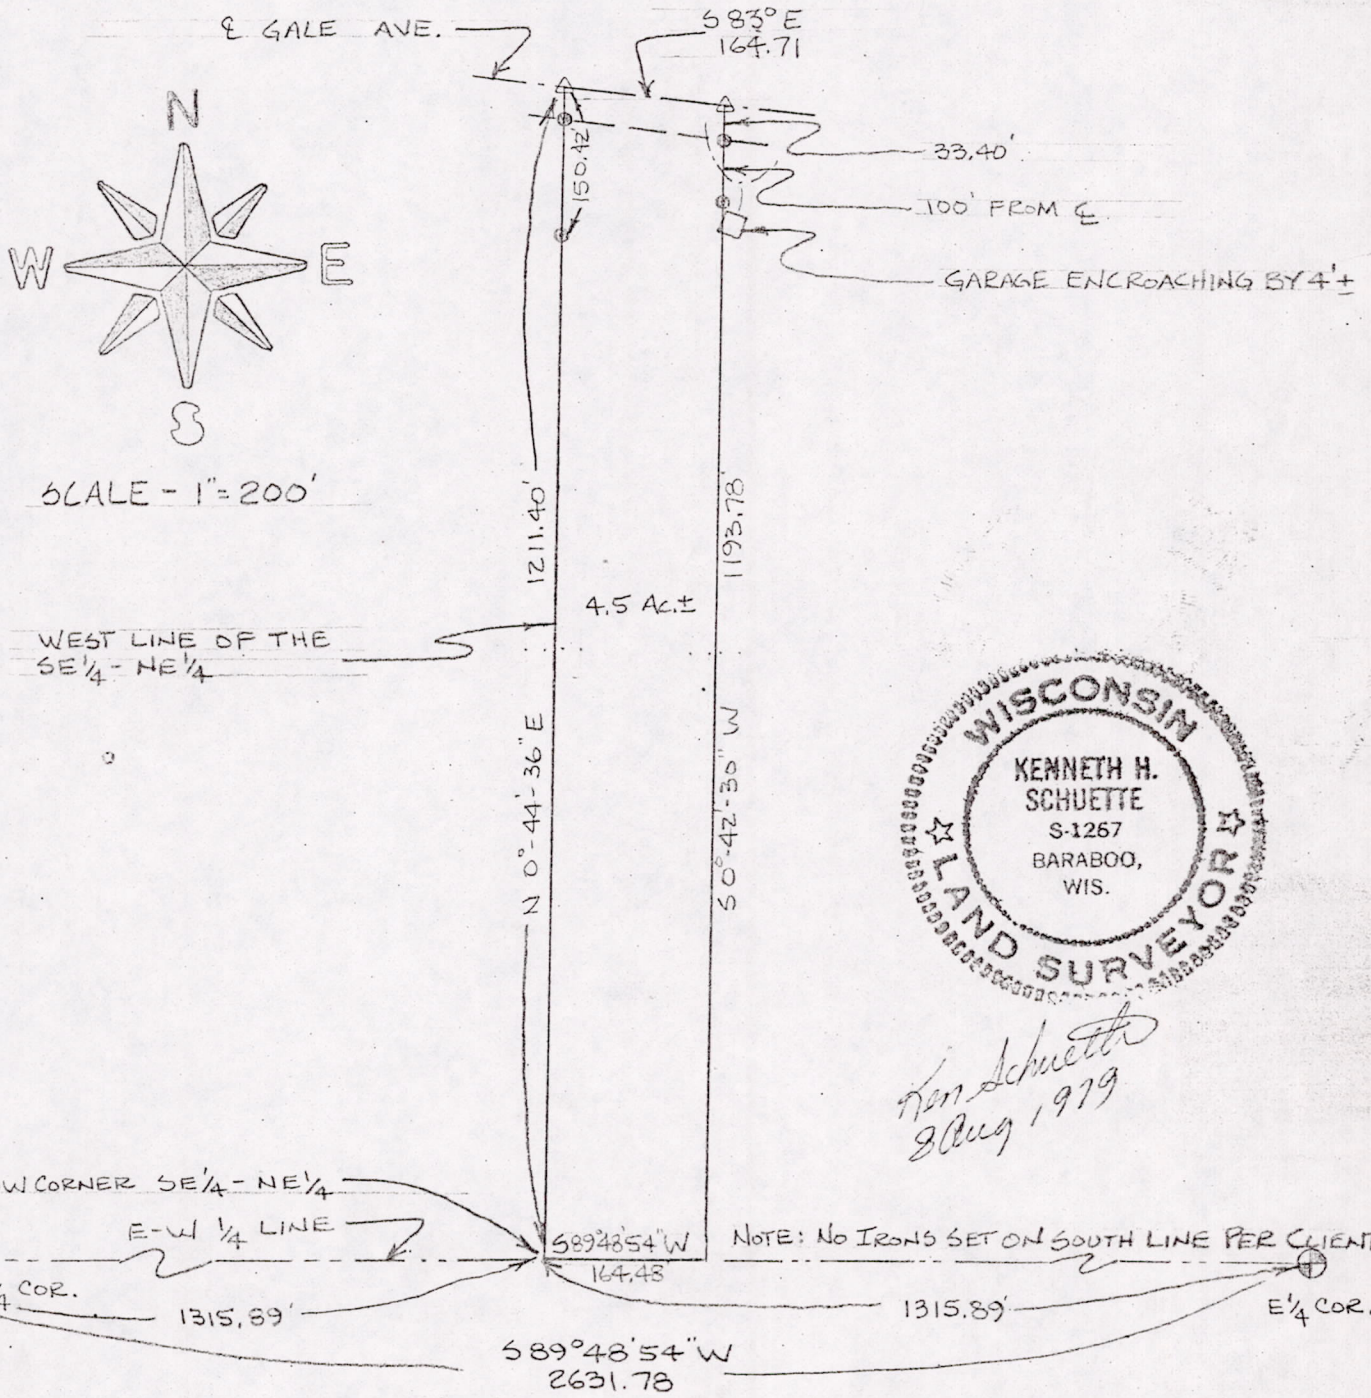 ℄ GALE AVE.
S 83° E
164.71
N
W
E
S
SCALE - 1"= 200'
150.42'
33.40'
100' FROM ℄
GARAGE ENCROACHING BY 4'±
1211.40'
1193.78'
4.5 Ac.±
WEST LINE OF THE
SE¼ - NE¼
N 0°-44'-36" E
S 0°-42'-30" W
WISCONSIN
KENNETH H.
SCHUETTE
S-1267
BARABOO,
WIS.
LAND SURVEYOR
Ken Schuette
8 Aug, 1979
W CORNER SE¼ - NE¼
E-W ¼ LINE
S89°48'54"W
164.48
NOTE: NO IRONS SET ON SOUTH LINE PER CLIENT
¼ COR.
1315.89'
1315.89'
E¼ COR.
S89°48'54"W
2631.78